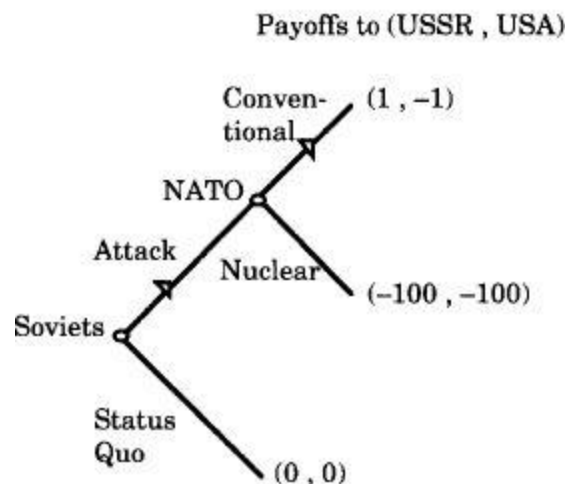 Payoffs to (USSR , USA)
Conven-
tional
(1 , –1)
NATO
Attack
Nuclear
(–100 , –100)
Soviets
Status
Quo
(0 , 0)